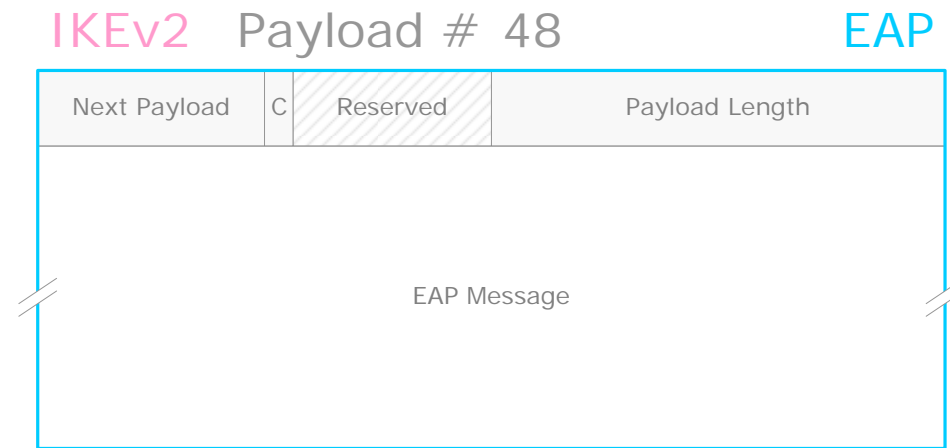 IKEv2 Payload # 48 EAP
Next Payload C Reserved Payload Length
EAP Message